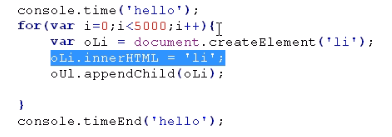 console.time('hello');
for(var i=0;i<5000;i++){
var oLi = document.createElement('li');
oLi.innerHTML = 'li';
oUl.appendChild(oLi);
}
console.timeEnd('hello');